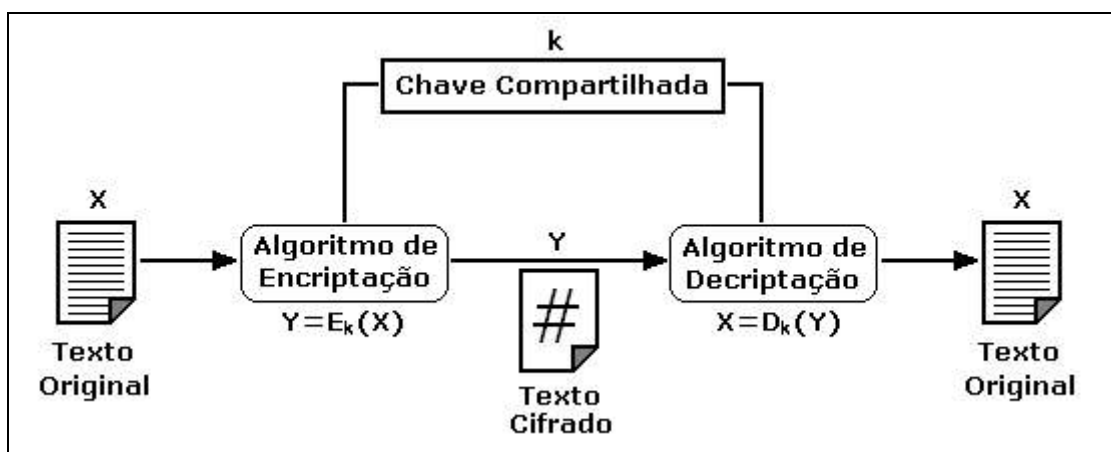 k
Chave Compartilhada
X
Texto
Original
Algoritmo de
Encriptação
Y=Eₖ(X)
Y
#
Texto
Cifrado
Algoritmo de
Decriptação
X=Dₖ(Y)
X
Texto
Original